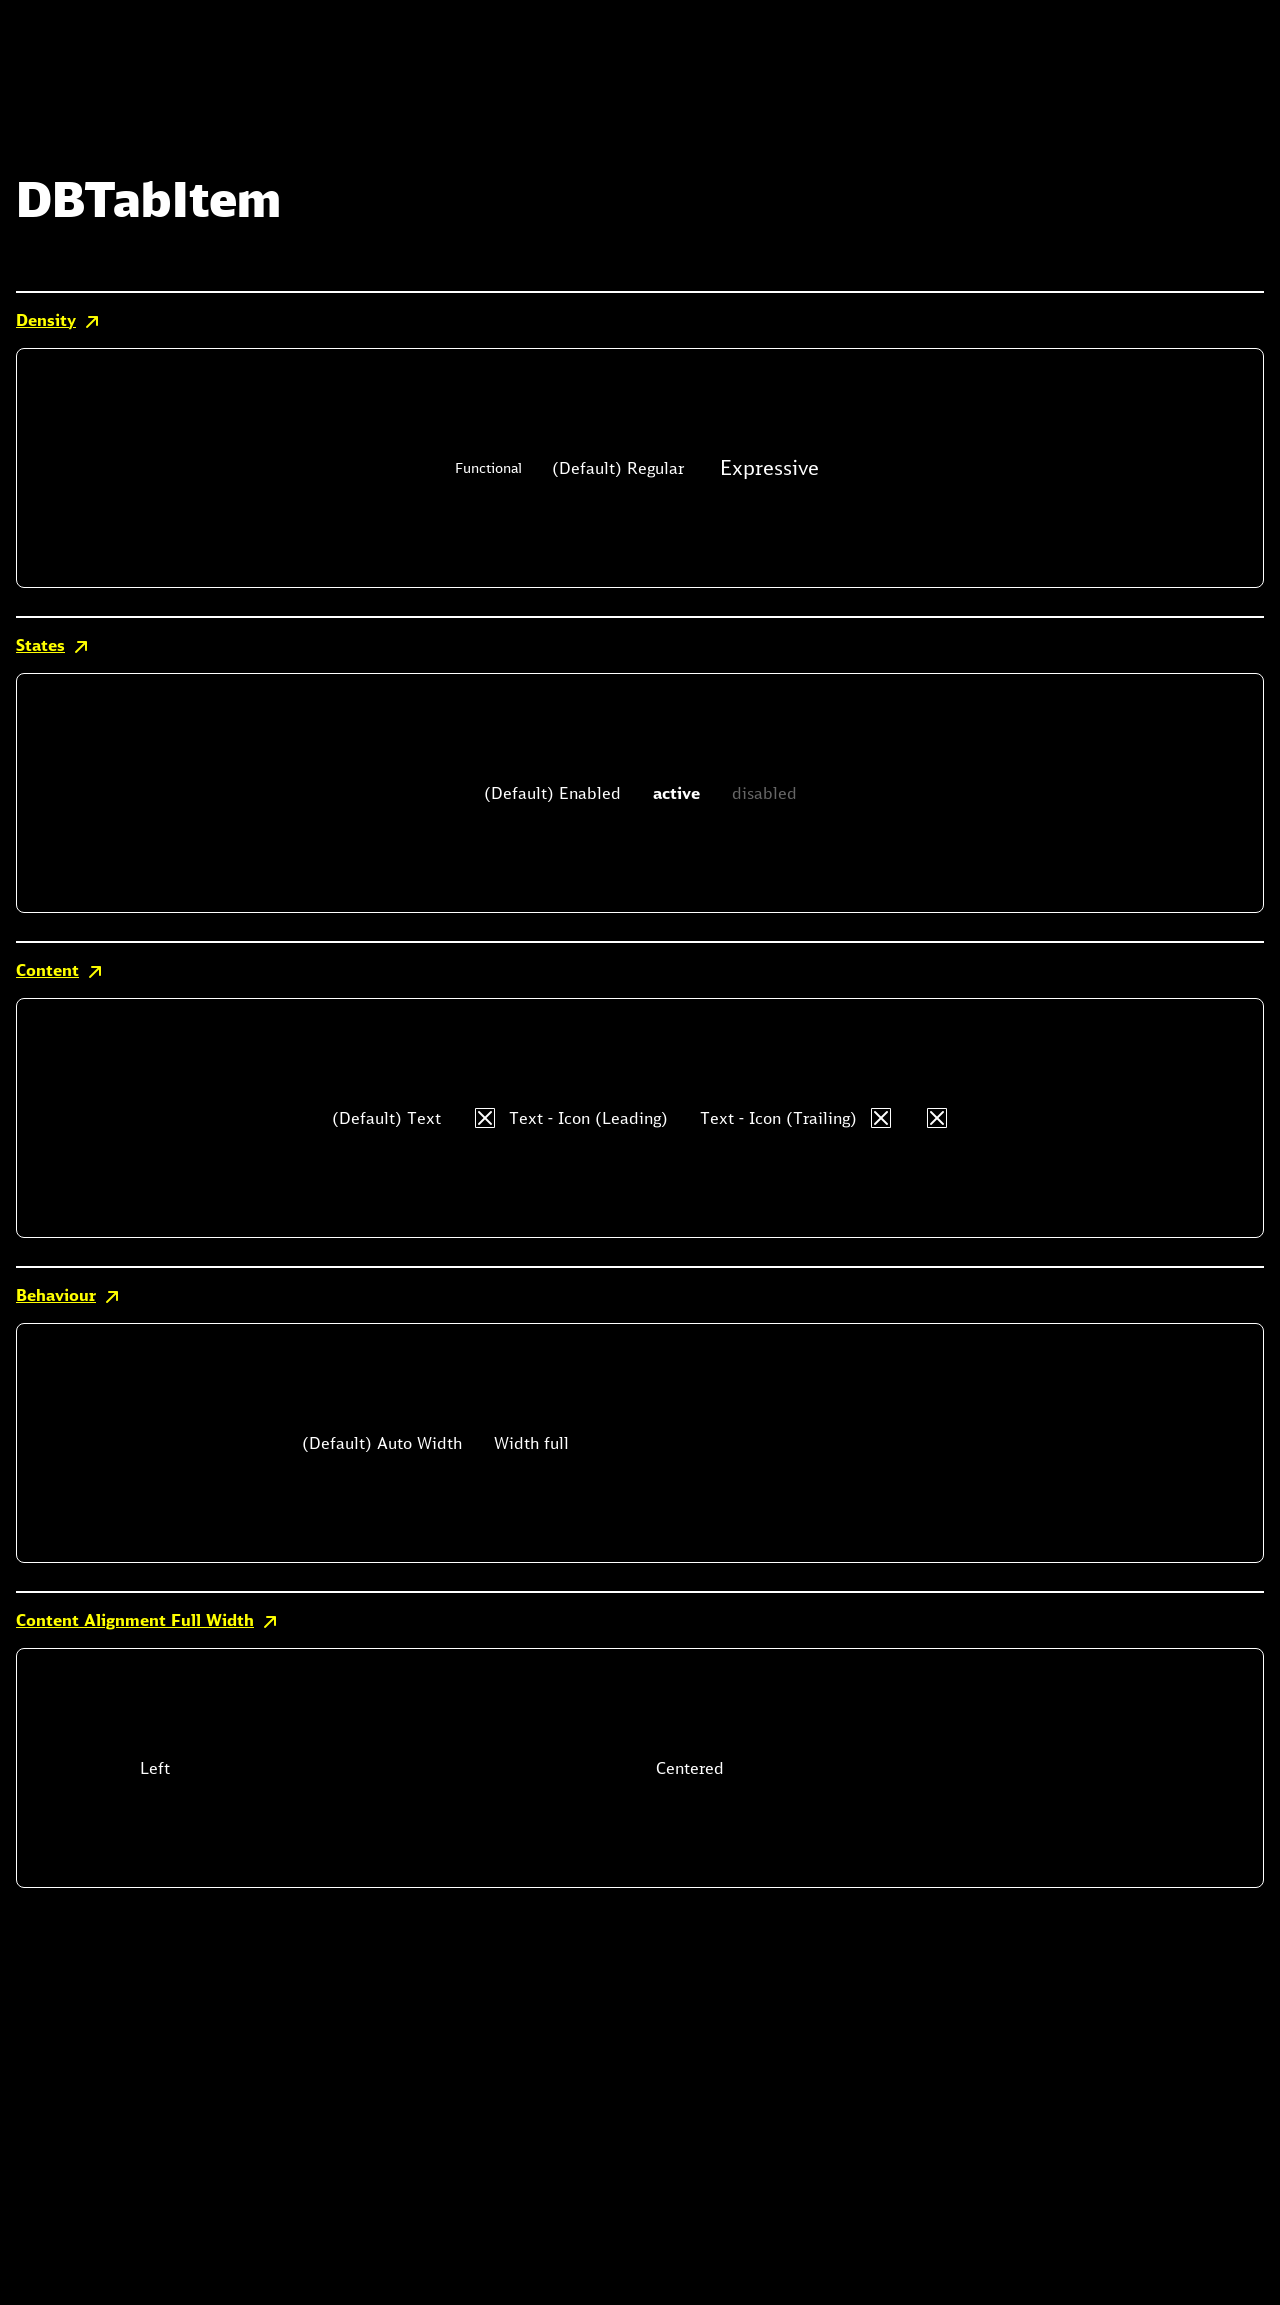 DBTabItem
Density
Functional (Default) Regular Expressive
States
(Default) Enabled active disabled
Content
(Default) Text Text - Icon (Leading) Text - Icon (Trailing)
Behaviour
(Default) Auto Width Width full
Content Alignment Full Width
Left Centered